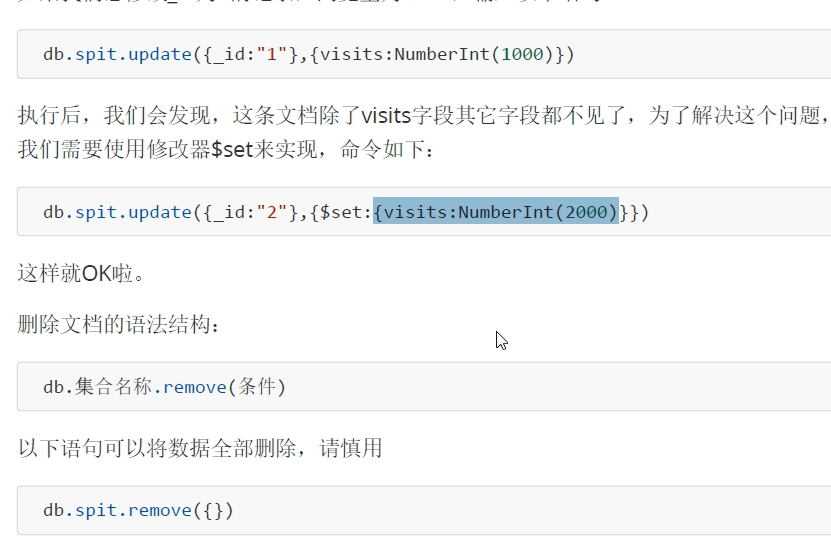 db.spit.update({_id:"1"},{visits:NumberInt(1000)})
执行后，我们会发现，这条文档除了visits字段其它字段都不见了，为了解决这个问题，
我们需要使用修改器$set来实现，命令如下：
db.spit.update({_id:"2"},{$set:{visits:NumberInt(2000)}})
这样就OK啦。
删除文档的语法结构：
db.集合名称.remove(条件)
以下语句可以将数据全部删除，请慎用
db.spit.remove({})